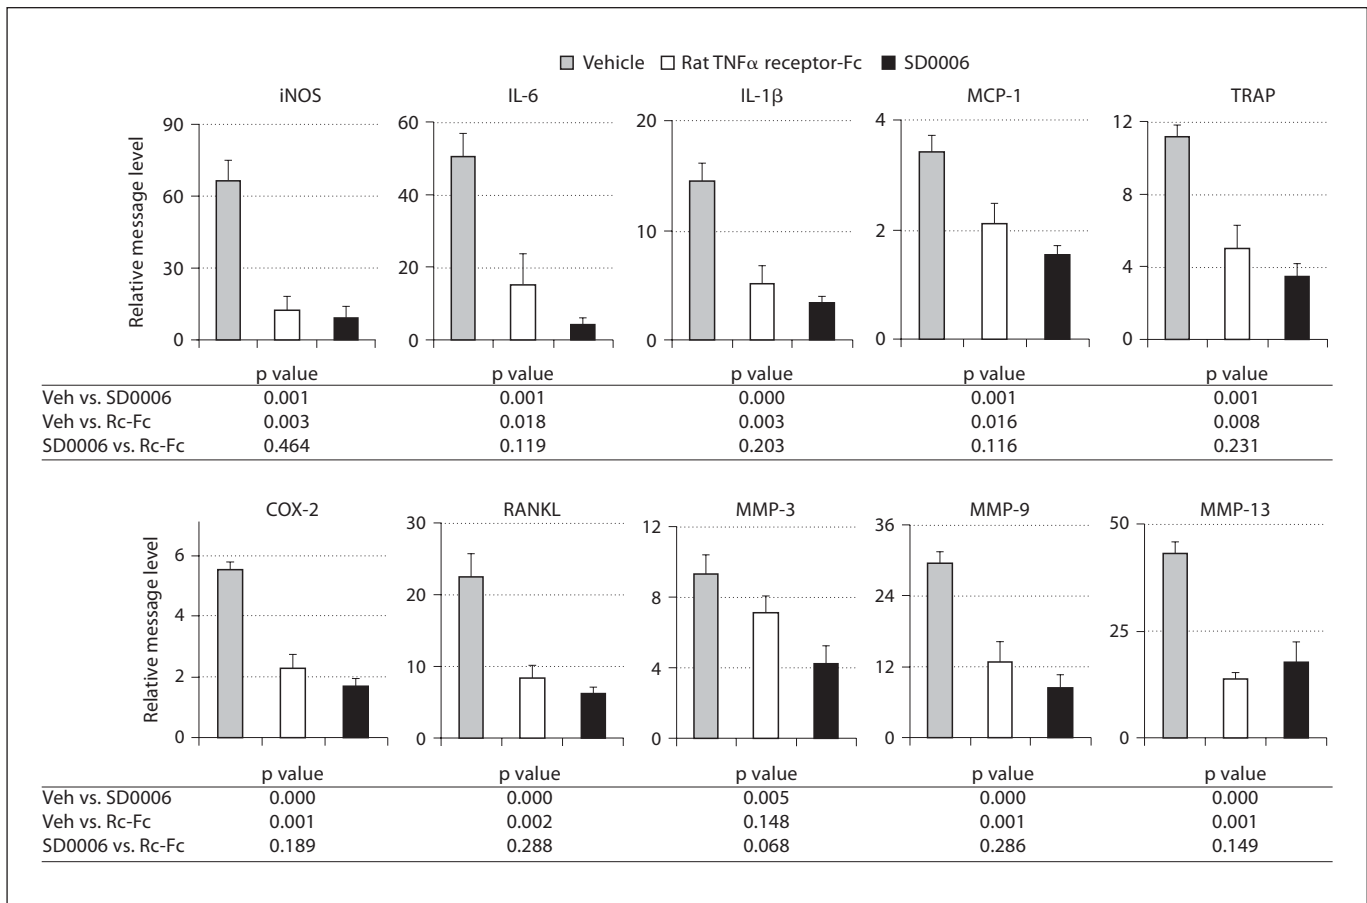 Vehicle Rat TNFα receptor-Fc SD0006
iNOS IL-6 IL-1β MCP-1 TRAP
Relative message level
90 60 30 0
60 40 20 0
20 10 0
4 2 0
12 8 4 0
p value p value p value p value p value
Veh vs. SD0006 0.001 0.001 0.000 0.001 0.001
Veh vs. Rc-Fc 0.003 0.018 0.003 0.016 0.008
SD0006 vs. Rc-Fc 0.464 0.119 0.203 0.116 0.231
COX-2 RANKL MMP-3 MMP-9 MMP-13
Relative message level
6 4 2 0
30 20 10 0
12 8 4 0
36 24 12 0
50 25 0
p value p value p value p value p value
Veh vs. SD0006 0.000 0.000 0.005 0.000 0.000
Veh vs. Rc-Fc 0.001 0.002 0.148 0.001 0.001
SD0006 vs. Rc-Fc 0.189 0.288 0.068 0.286 0.149